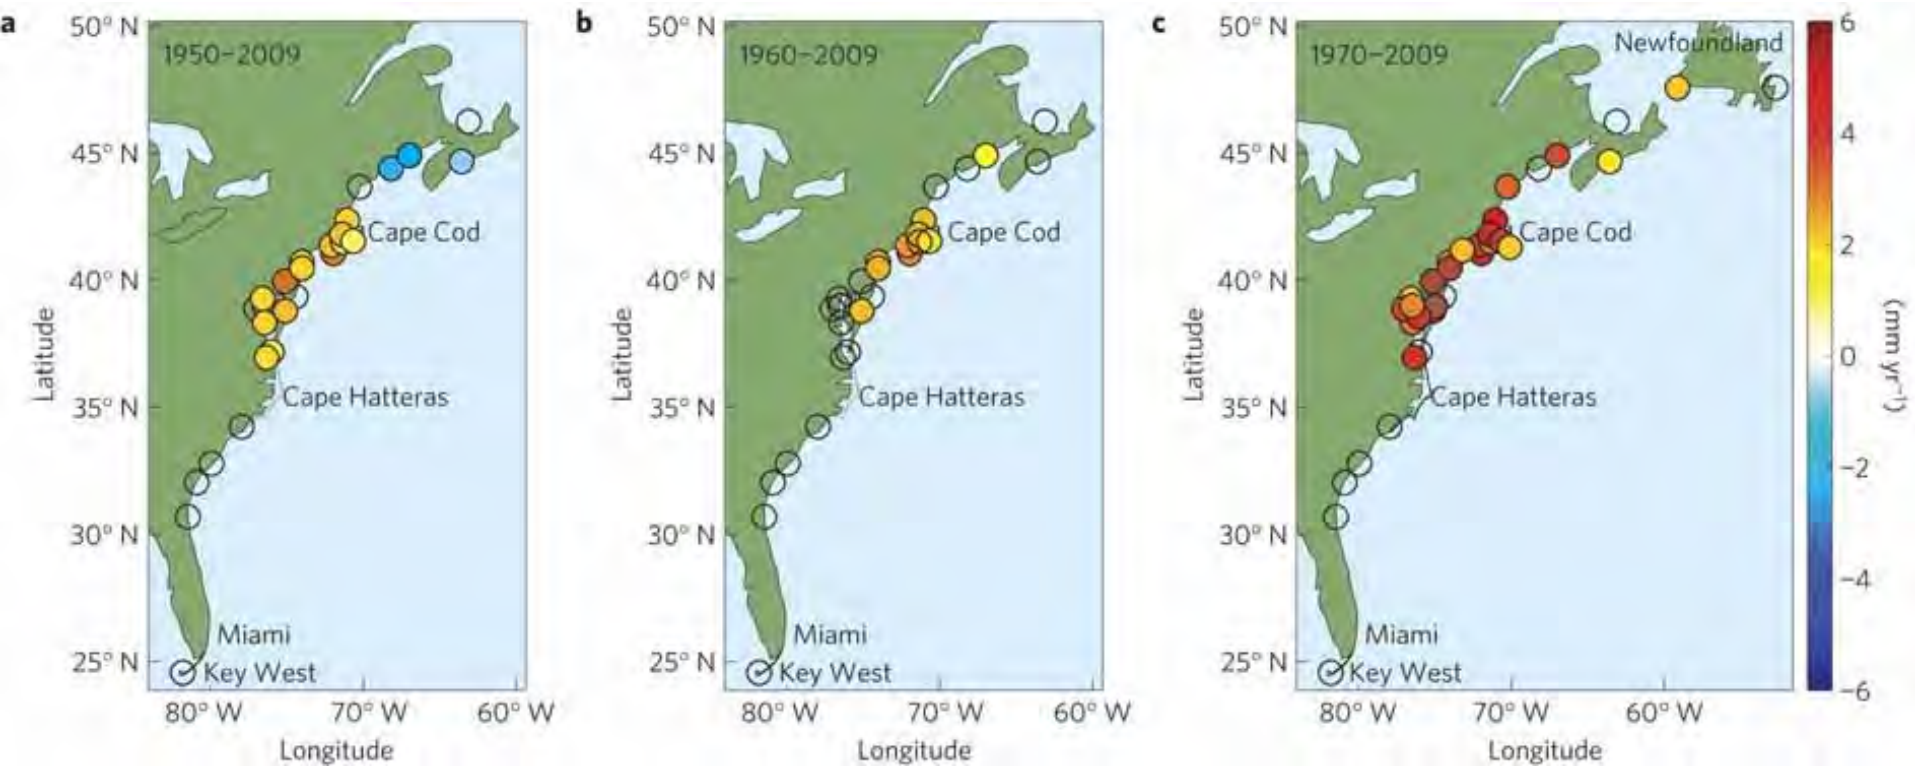 a
50° N
45° N
40° N
35° N
30° N
25° N
Latitude
1950–2009
Cape Cod
Cape Hatteras
Miami
Key West
80° W
70° W
60° W
Longitude
b
50° N
45° N
40° N
35° N
30° N
25° N
Latitude
1960–2009
Cape Cod
Cape Hatteras
Miami
Key West
80° W
70° W
60° W
Longitude
c
50° N
45° N
40° N
35° N
30° N
25° N
Latitude
1970–2009
Newfoundland
Cape Cod
Cape Hatteras
Miami
Key West
80° W
70° W
60° W
Longitude
6
4
2
0
−2
−4
−6
(mm yr⁻¹)